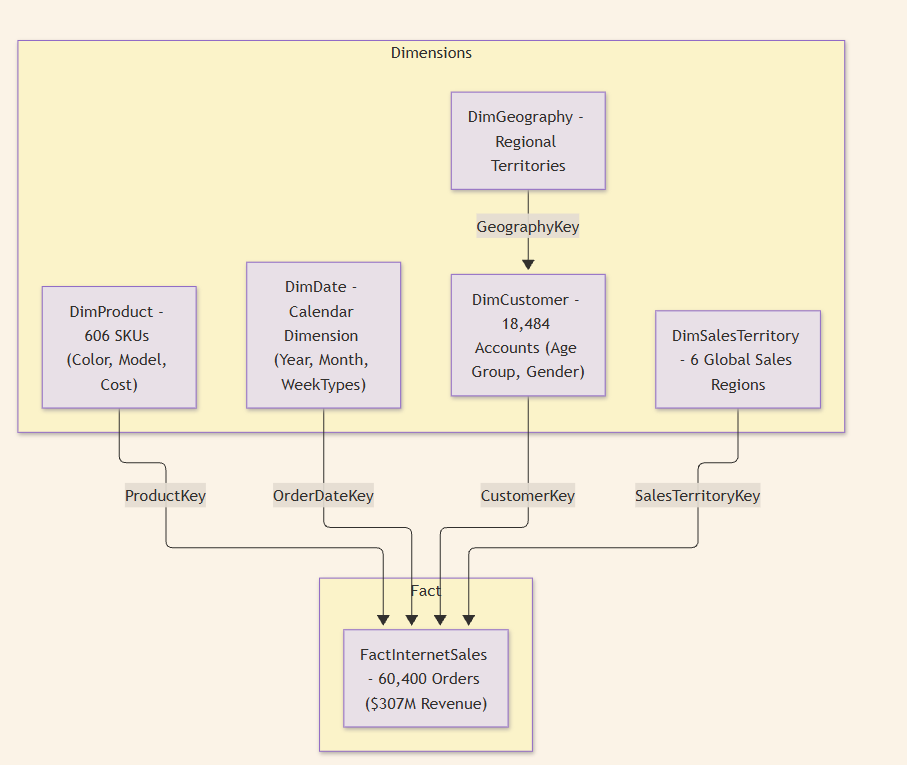 Dimensions
DimGeography -
Regional
Territories
GeographyKey
DimProduct -
606 SKUs
(Color, Model,
Cost)
DimDate -
Calendar
Dimension
(Year, Month,
WeekTypes)
DimCustomer -
18,484
Accounts (Age
Group, Gender)
DimSalesTerritory
- 6 Global Sales
Regions
ProductKey
OrderDateKey
CustomerKey
SalesTerritoryKey
Fact
FactInternetSales
- 60,400 Orders
($307M Revenue)